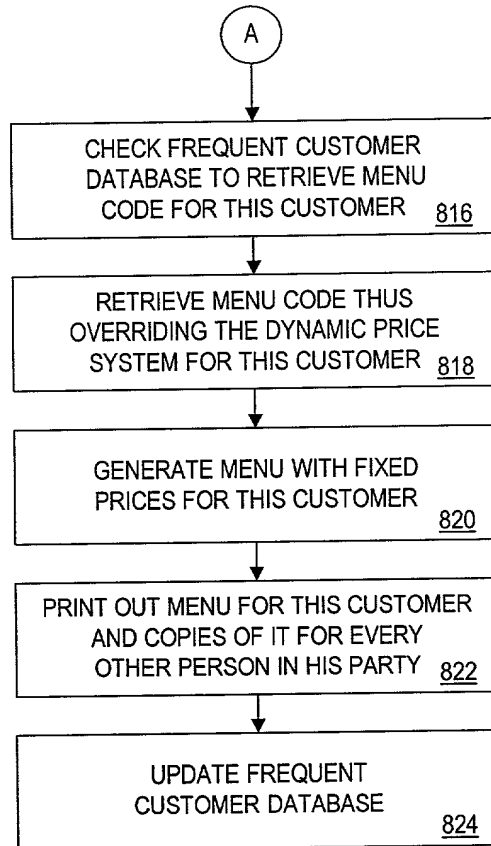 A
CHECK FREQUENT CUSTOMER
DATABASE TO RETRIEVE MENU
CODE FOR THIS CUSTOMER 816
RETRIEVE MENU CODE THUS
OVERRIDING THE DYNAMIC PRICE
SYSTEM FOR THIS CUSTOMER 818
GENERATE MENU WITH FIXED
PRICES FOR THIS CUSTOMER
820
PRINT OUT MENU FOR THIS CUSTOMER
AND COPIES OF IT FOR EVERY
OTHER PERSON IN HIS PARTY 822
UPDATE FREQUENT
CUSTOMER DATABASE
824